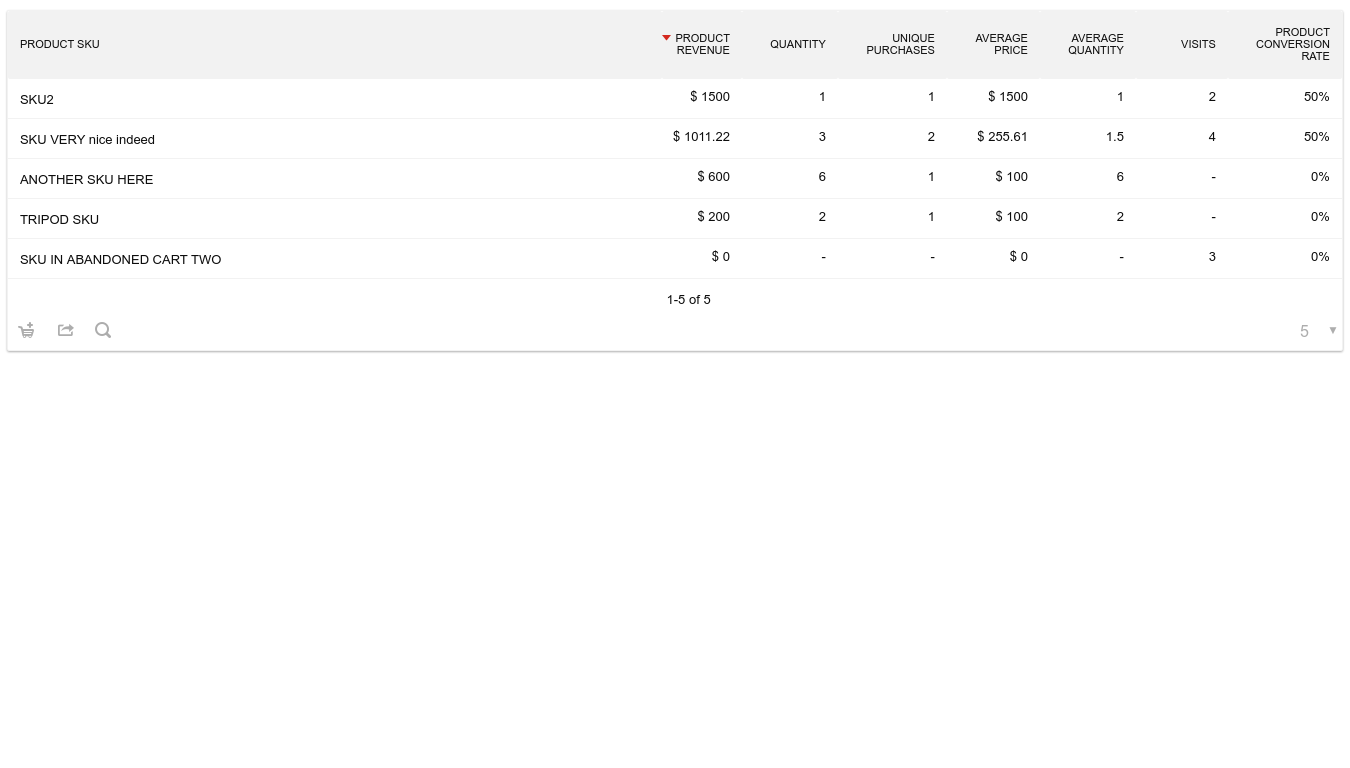 PRODUCT SKU PRODUCT REVENUE QUANTITY UNIQUE PURCHASES AVERAGE PRICE AVERAGE QUANTITY VISITS PRODUCT CONVERSION RATE
SKU2 $ 1500 1 1 $ 1500 1 2 50%
SKU VERY nice indeed $ 1011.22 3 2 $ 255.61 1.5 4 50%
ANOTHER SKU HERE $ 600 6 1 $ 100 6 - 0%
TRIPOD SKU $ 200 2 1 $ 100 2 - 0%
SKU IN ABANDONED CART TWO $ 0 - - $ 0 - 3 0%
1-5 of 5
5